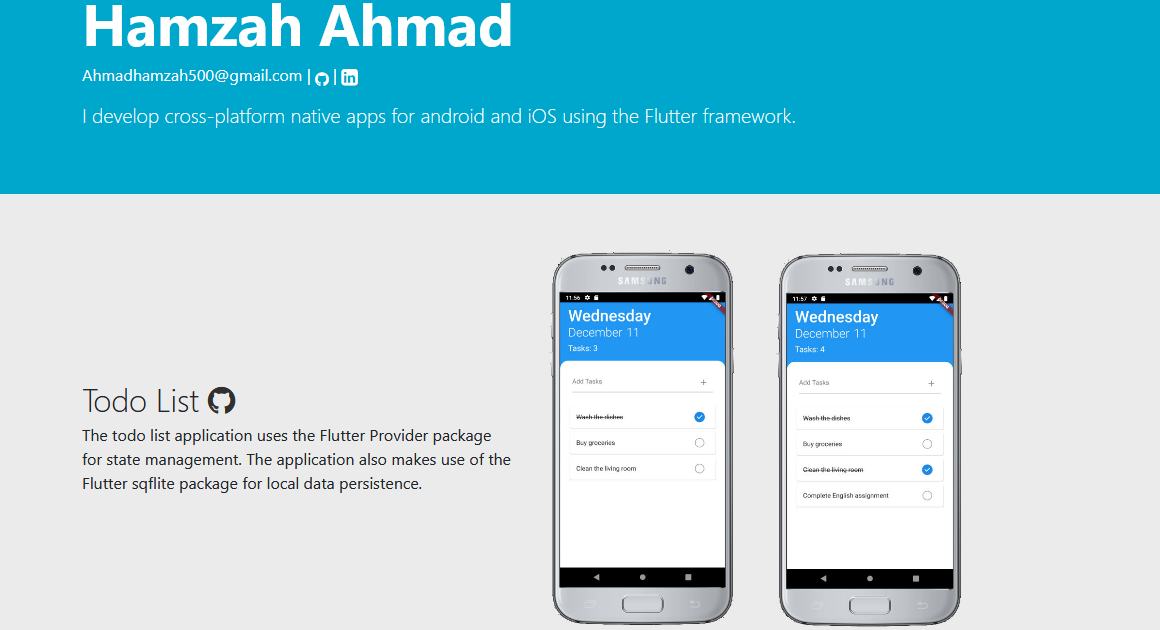 Hamzah Ahmad
Ahmadhamzah500@gmail.com | |
I develop cross-platform native apps for android and iOS using the Flutter framework.
Todo List
The todo list application uses the Flutter Provider package
for state management. The application also makes use of the
Flutter sqflite package for local data persistence.
SAMSUNG
11:56
Wednesday
December 11
Tasks: 3
Add Tasks +
Wash the dishes
Buy groceries
Clean the living room
SAMSUNG
11:57
Wednesday
December 11
Tasks: 4
Add Tasks +
Wash the dishes
Buy groceries
Clean the living room
Complete English assignment